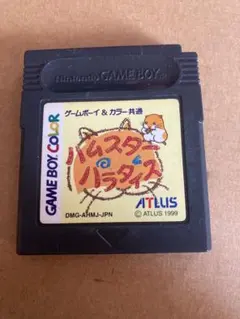 Nintendo GAME BOY
ゲームボーイ & カラー共通
GAME BOY COLOR
ハムスター
パラダイス
ATLUS
DMG-AHMJ-JPN
© ATLUS 1999